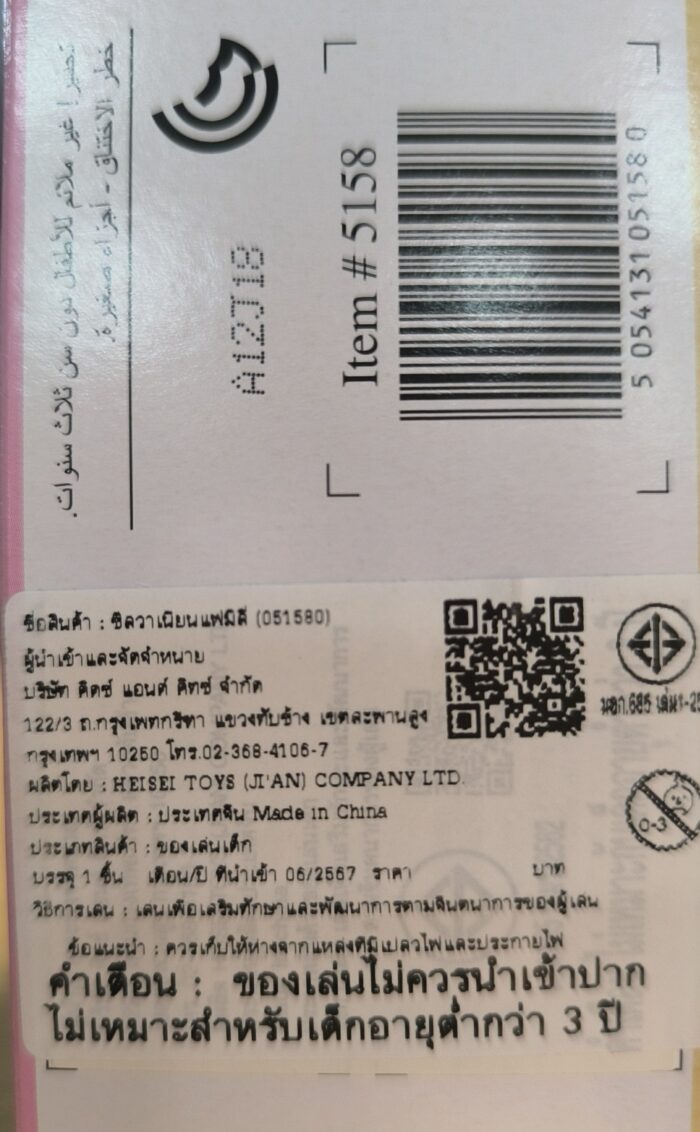 تحذير! غير ملائم للأطفال دون سن ثلاث سنوات.
خطر الاختناق - أجزاء صغيرة.
A12J18
Item # 5158
5 054131 051580
ชื่อสินค้า : ซิลวาเนียนแฟมิลี่ (051580)
ผู้นำเข้าและจัดจำหน่าย
บริษัท คิดซ์ แอนด์ คิทซ์ จำกัด
122/3 ถ.กรุงเทพกรีฑา แขวงทับช้าง เขตสะพานสูง
กรุงเทพฯ 10250 โทร.02-368-4106-7
ผลิตโดย : HEISEI TOYS (JI'AN) COMPANY LTD.
ประเทศผู้ผลิต : ประเทศจีน Made in China
ประเภทสินค้า : ของเล่นเด็ก
บรรจุ 1 ชิ้น เดือน/ปี ที่นำเข้า 06/2567 ราคา บาท
วิธีการเล่น : เล่นเพื่อเสริมทักษะและพัฒนาการตามจินตนาการของผู้เล่น
ข้อแนะนำ : ควรเก็บให้ห่างจากแหล่งที่มีเปลวไฟและประกายไฟ
คำเตือน : ของเล่นไม่ควรนำเข้าปาก
ไม่เหมาะสำหรับเด็กอายุต่ำกว่า 3 ปี
มอก.685
0-3